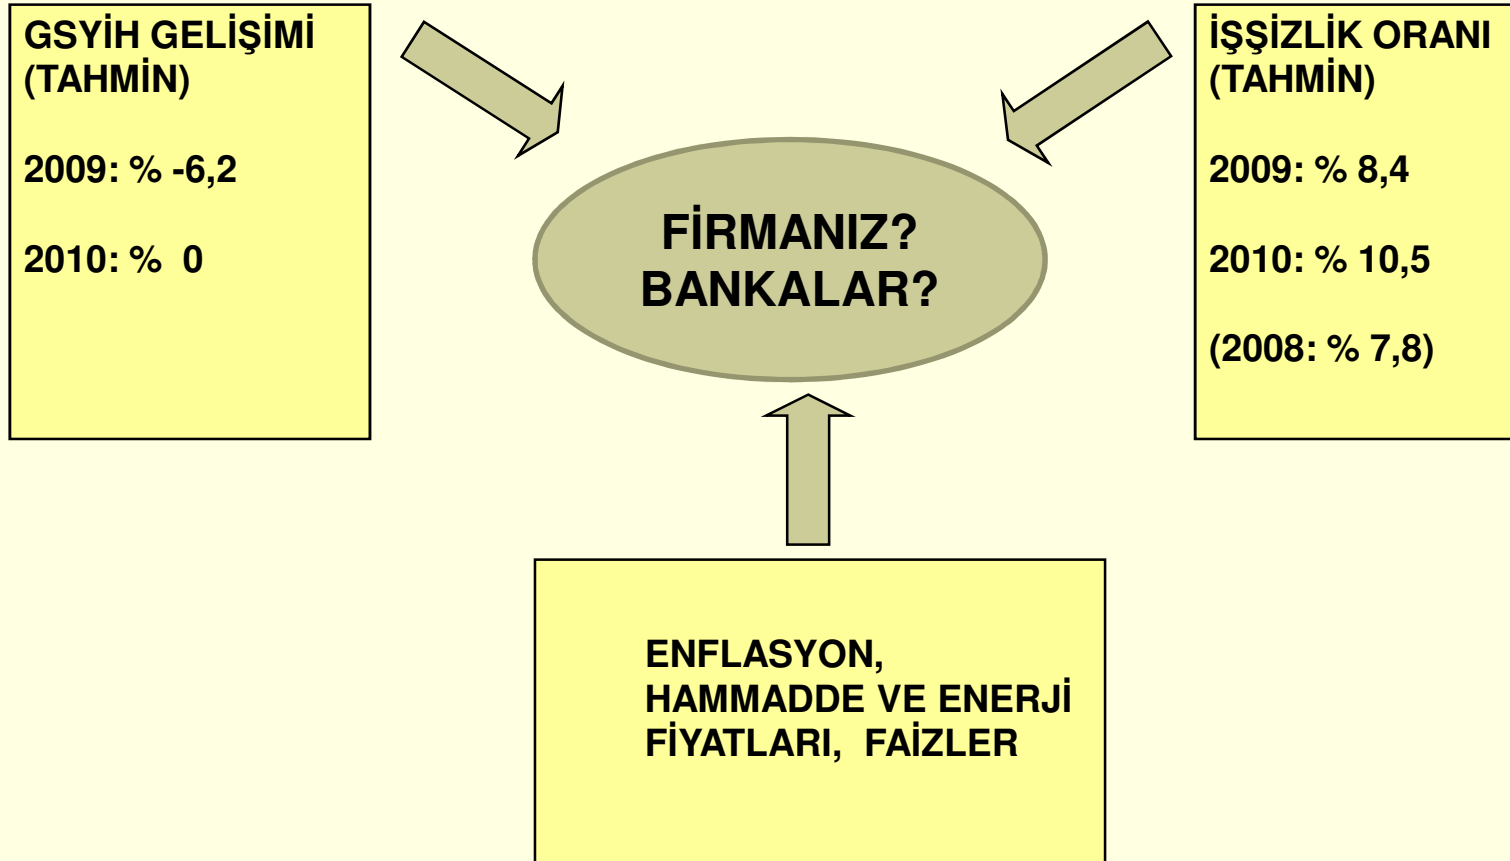 GSYİH GELİŞİMİ
(TAHMİN)
2009: % -6,2
2010: %  0
FİRMANIZ?
BANKALAR?
İŞŞİZLİK ORANI
(TAHMİN)
2009: % 8,4
2010: % 10,5
(2008: % 7,8)
ENFLASYON,
HAMMADDE VE ENERJİ
FİYATLARI,  FAİZLER